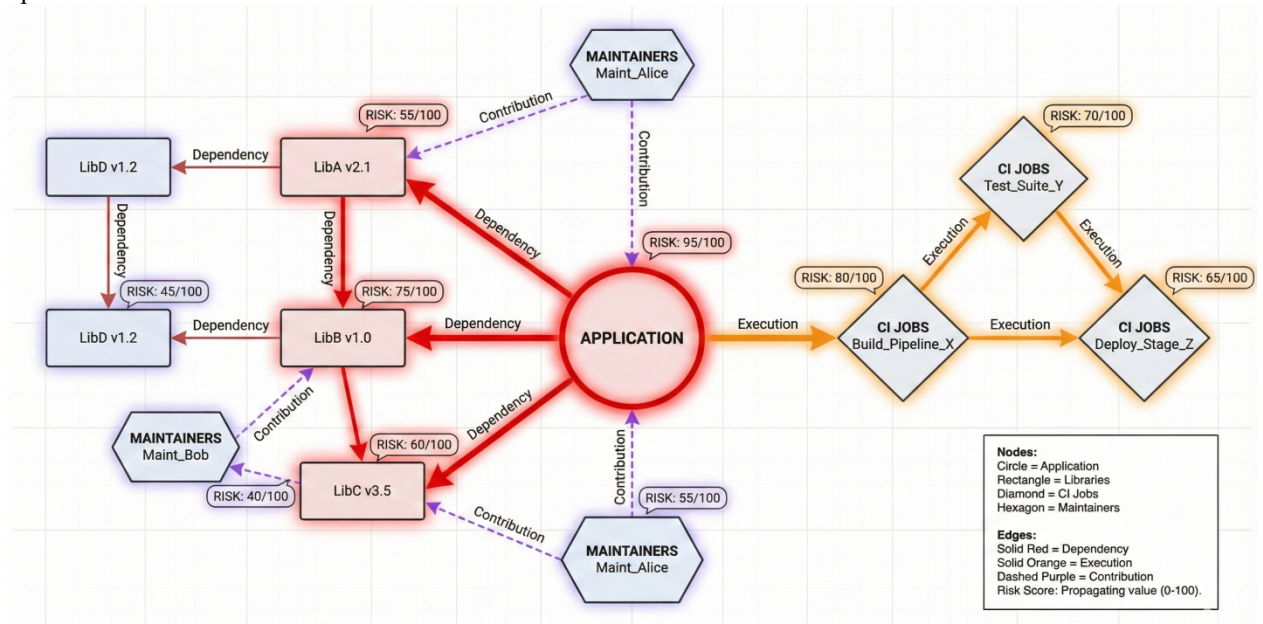 MAINTAINERS
Maint_Alice
RISK: 55/100
Contribution
RISK: 70/100
LibD v1.2
Dependency
LibA v2.1
Contribution
CI JOBS
Test_Suite_Y
Dependency
Dependency
Dependency
RISK: 95/100
Execution
Execution
RISK: 45/100
RISK: 75/100
RISK: 80/100
RISK: 65/100
LibD v1.2
Dependency
LibB v1.0
Dependency
APPLICATION
Execution
CI JOBS
Build_Pipeline_X
Execution
CI JOBS
Deploy_Stage_Z
Contribution
Dependency
MAINTAINERS
Maint_Bob
RISK: 60/100
RISK: 40/100
LibC v3.5
Contribution
RISK: 55/100
Contribution
MAINTAINERS
Maint_Alice
Nodes:
Circle = Application
Rectangle = Libraries
Diamond = CI Jobs
Hexagon = Maintainers
Edges:
Solid Red = Dependency
Solid Orange = Execution
Dashed Purple = Contribution
Risk Score: Propagating value (0-100).